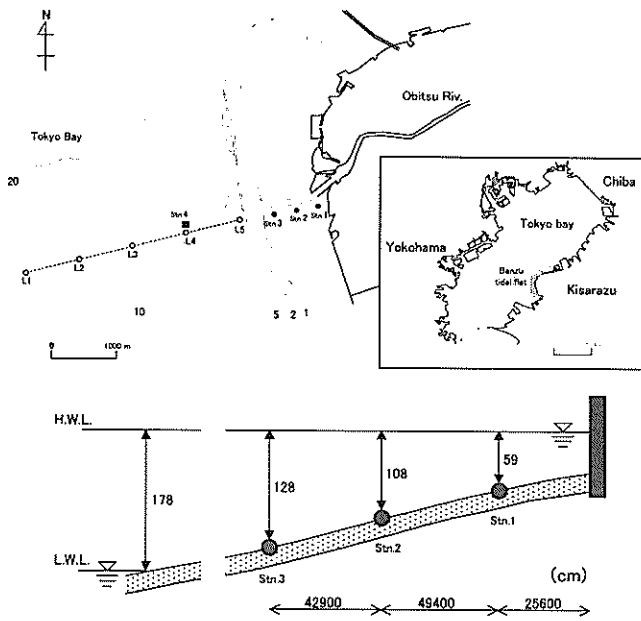 N
Obitsu Riv.
Tokyo Bay
20
Stn.4
L5
Stn.3
Stn.2
Stn.1
L4
L3
L2
L1
10
5 2 1
0 1000 m
Chiba
Tokyo bay
Yokohama
Banzu
tidal flat
Kisarazu
H.W.L.
59
108
128
178
Stn.1
Stn.2
L.W.L.
Stn.3
(cm)
42900 49400 25600